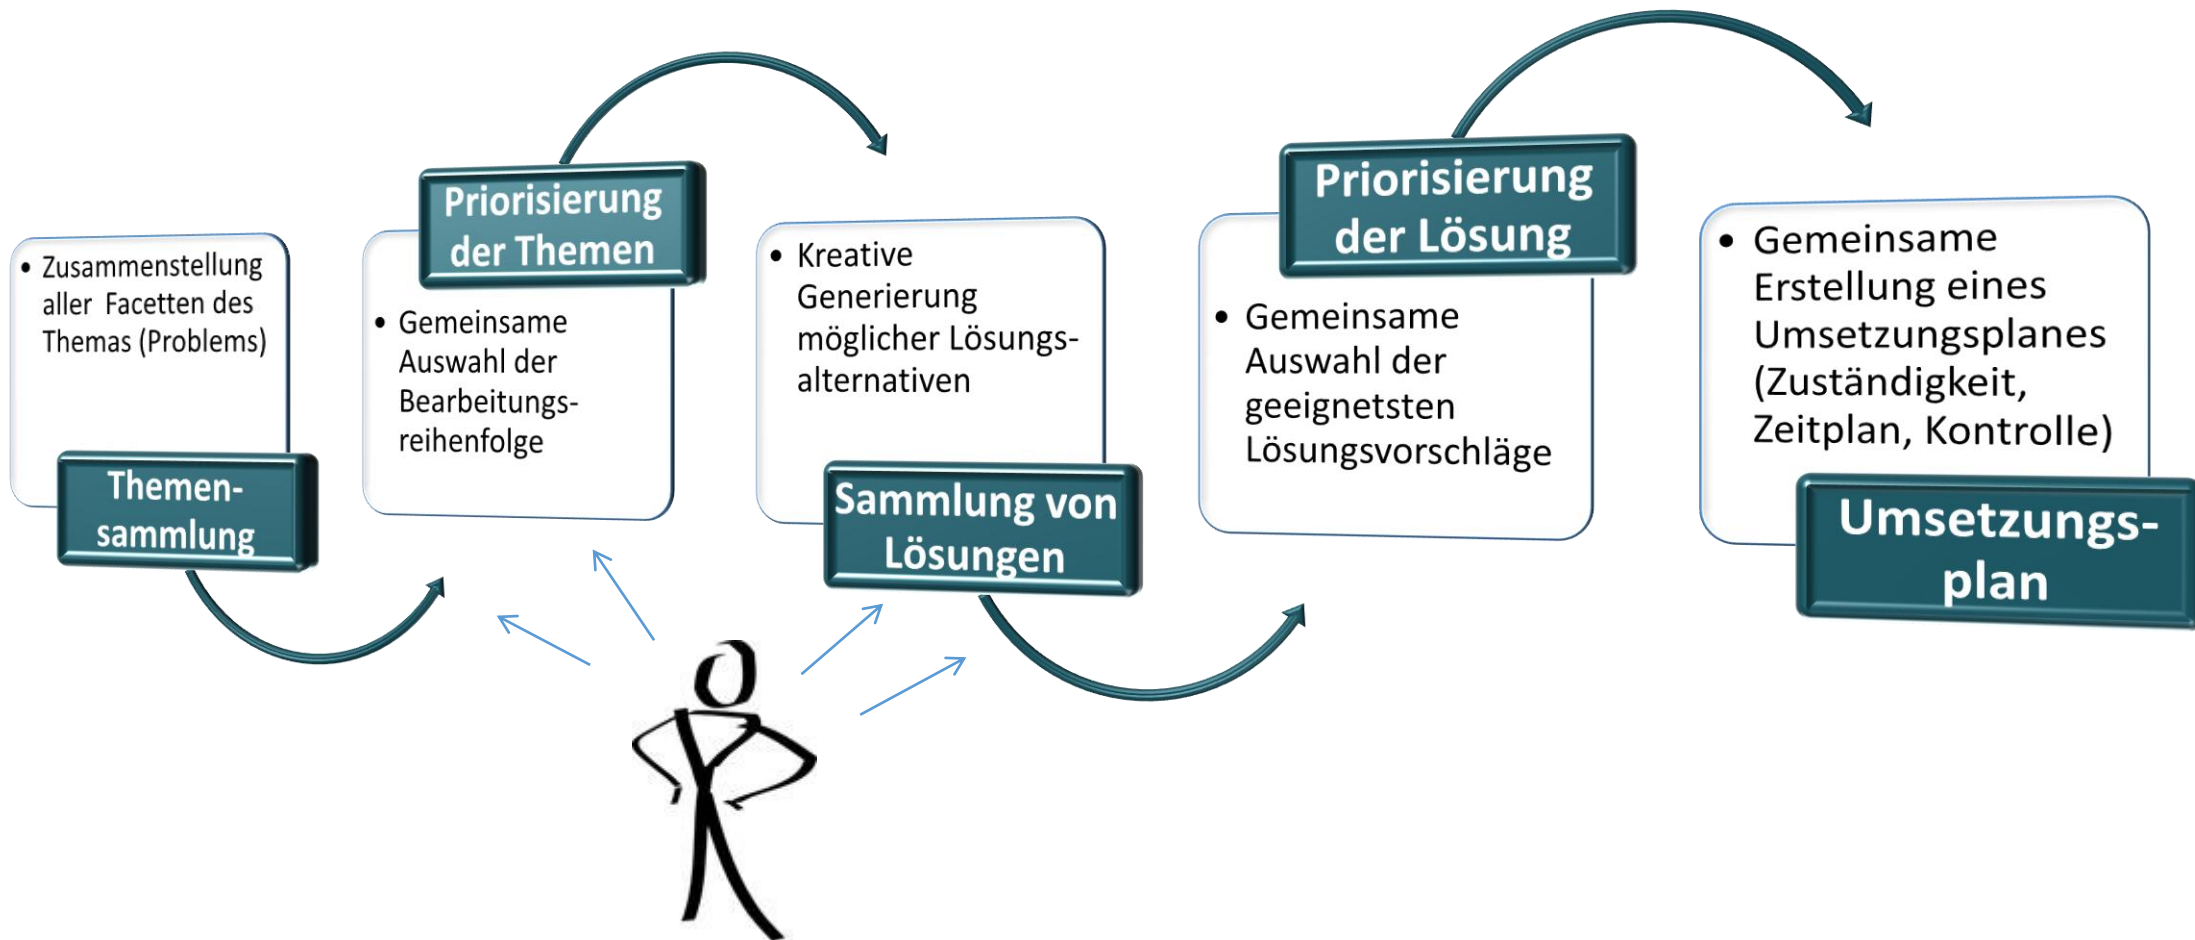 • Zusammenstellung
aller Facetten des
Themas (Problems)
Themen-
sammlung
Priorisierung
der Themen
• Gemeinsame
Auswahl der
Bearbeitungs-
reihenfolge
• Kreative
Generierung
möglicher Lösungs-
alternativen
Sammlung von
Lösungen
Priorisierung
der Lösung
• Gemeinsame
Auswahl der
geeignetsten
Lösungsvorschläge
• Gemeinsame
Erstellung eines
Umsetzungsplanes
(Zuständigkeit,
Zeitplan, Kontrolle)
Umsetzungs-
plan